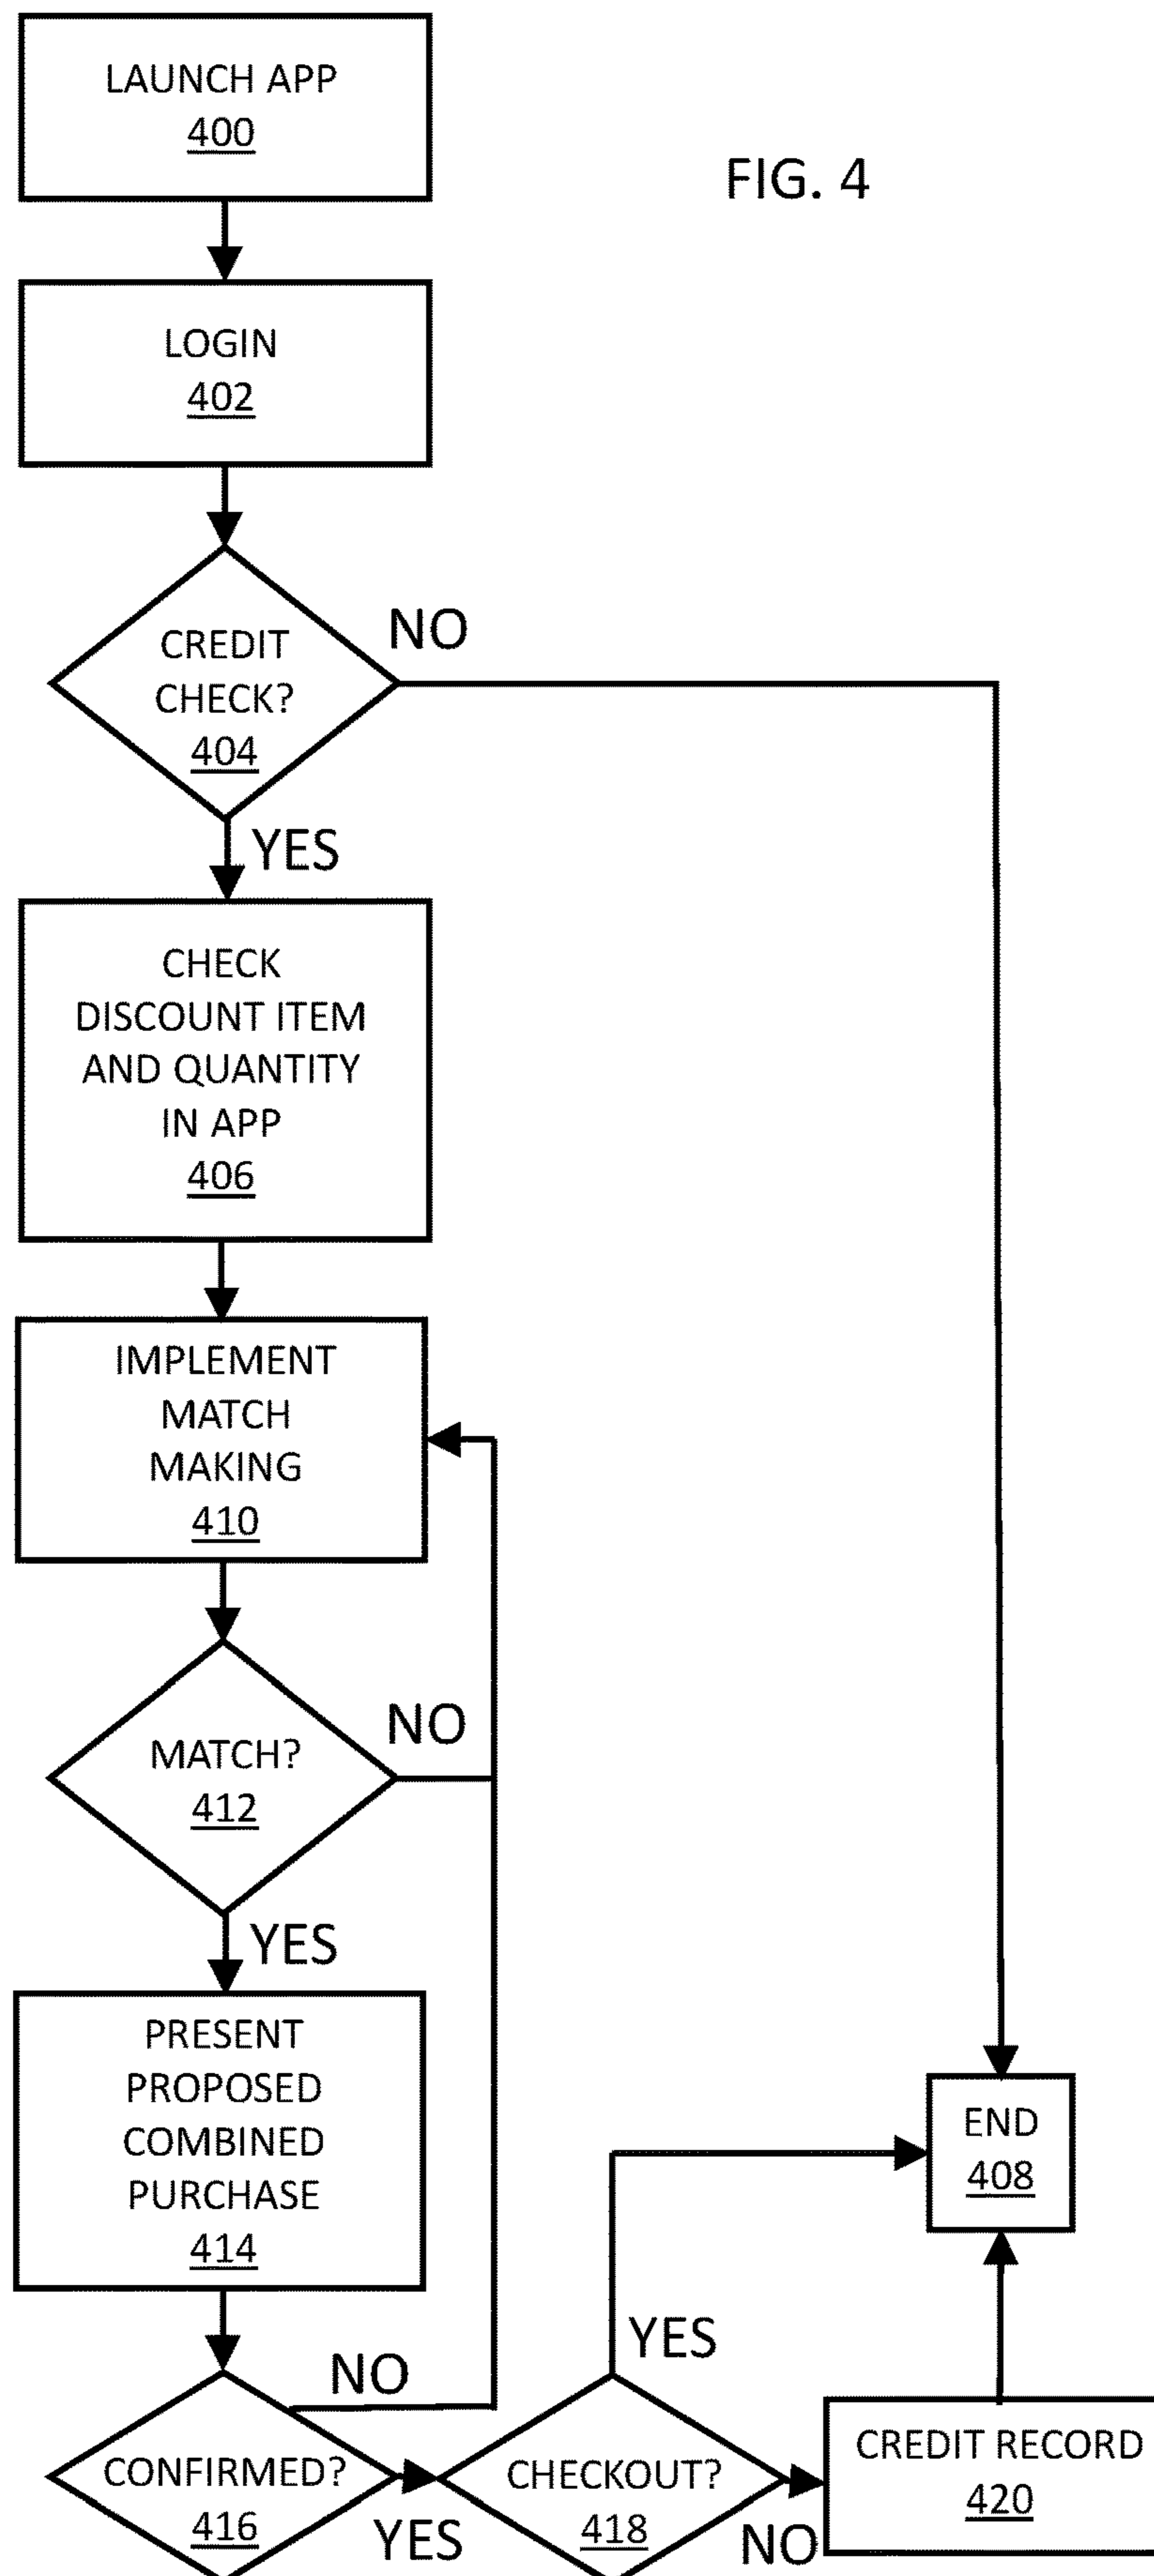 LAUNCH APP
400
FIG. 4
LOGIN
402
CREDIT
CHECK?
404
NO
YES
CHECK
DISCOUNT ITEM
AND QUANTITY
IN APP
406
IMPLEMENT
MATCH
MAKING
410
MATCH?
412
NO
YES
PRESENT
PROPOSED
COMBINED
PURCHASE
414
END
408
CONFIRMED?
416
NO
YES
CHECKOUT?
418
YES
NO
CREDIT RECORD
420